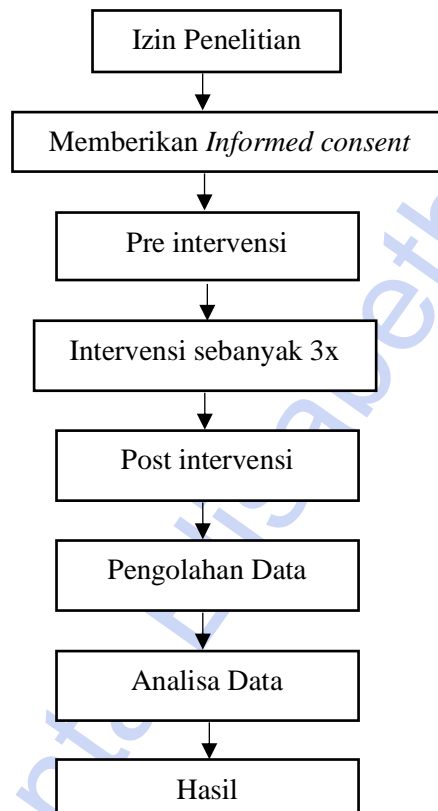 Izin Penelitian
Memberikan Informed consent
Pre intervensi
Intervensi sebanyak 3x
Post intervensi
Pengolahan Data
Analisa Data
Hasil